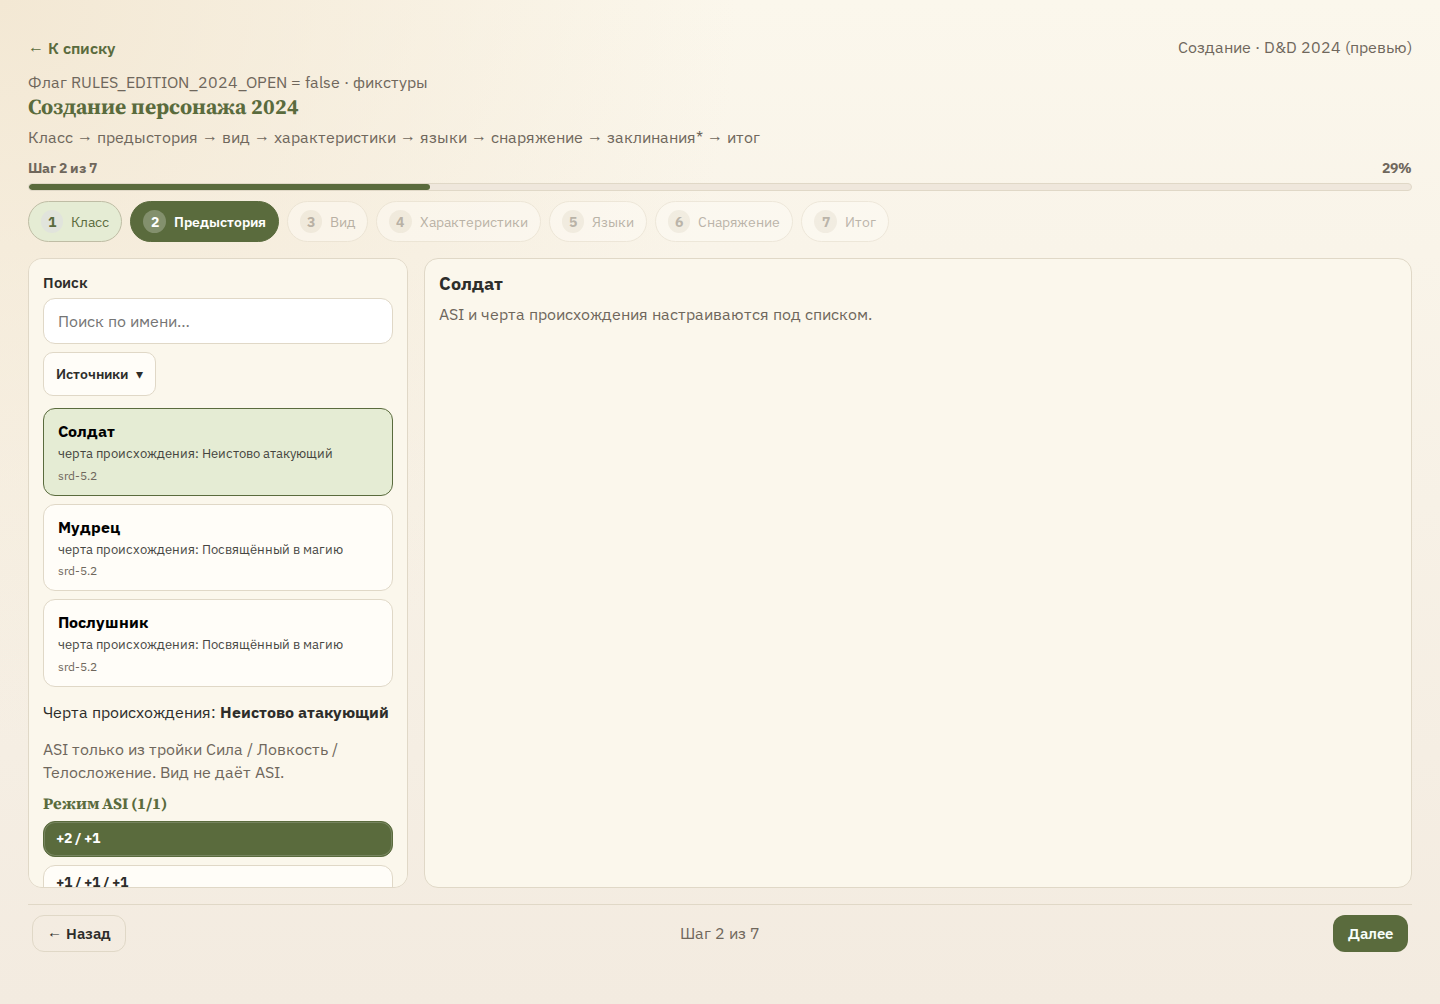 ← К списку
Создание · D&D 2024 (превью)
Флаг RULES_EDITION_2024_OPEN = false · фикстуры
Создание персонажа 2024
Класс → предыстория → вид → характеристики → языки → снаряжение → заклинания* → итог
Шаг 2 из 7
29%
1 Класс
2 Предыстория
3 Вид
4 Характеристики
5 Языки
6 Снаряжение
7 Итог
Поиск
Поиск по имени...
Источники ▾
Солдат
черта происхождения: Неистово атакующий
srd-5.2
Мудрец
черта происхождения: Посвящённый в магию
srd-5.2
Послушник
черта происхождения: Посвящённый в магию
srd-5.2
Черта происхождения: Неистово атакующий
ASI только из тройки Сила / Ловкость /
Телосложение. Вид не даёт ASI.
Режим ASI (1/1)
+2 / +1
+1 / +1 / +1
Солдат
ASI и черта происхождения настраиваются под списком.
← Назад
Шаг 2 из 7
Далее